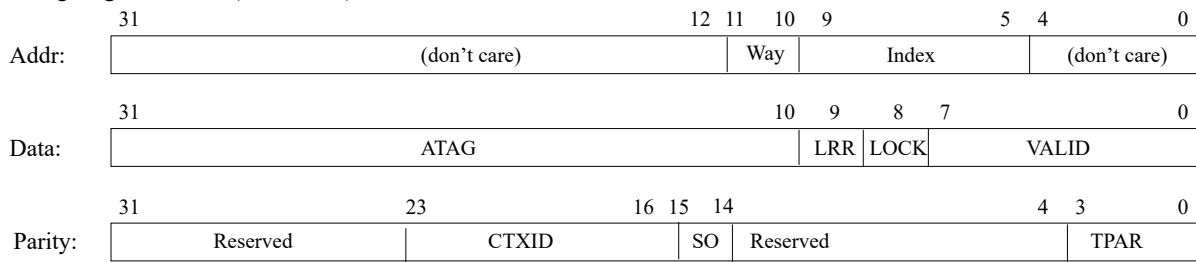 31 12 11 10 9 5 4 0
Addr: (don’t care) Way Index (don’t care)
31 10 9 8 7 0
Data: ATAG LRR LOCK VALID
31 23 16 15 14 4 3 0
Parity: Reserved CTXID SO Reserved TPAR